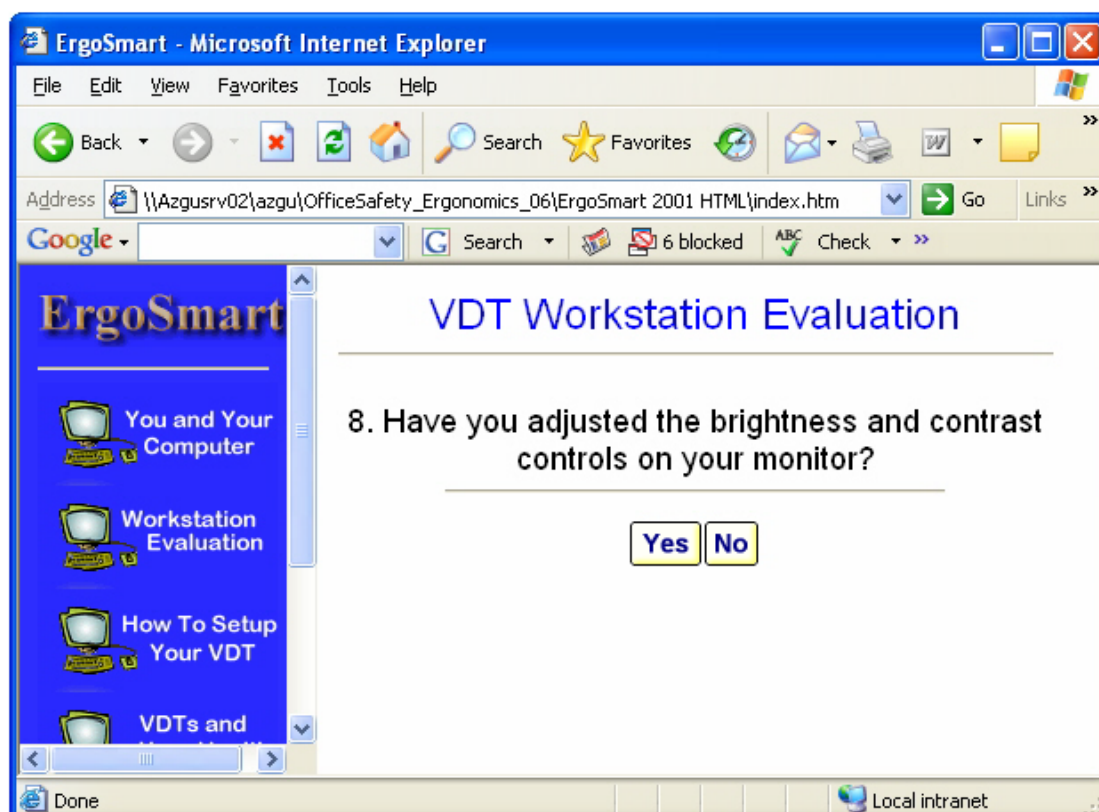 ErgoSmart - Microsoft Internet Explorer
File Edit View Favorites Tools Help
Back Search Favorites W
Address \\Azgusrv02\azgu\OfficeSafety_Ergonomics_06\ErgoSmart 2001 HTML\index.htm Go Links
Google G Search 6 blocked ABC Check
ErgoSmart
You and Your
Computer
Workstation
Evaluation
How To Setup
Your VDT
VDTs and
VDT Workstation Evaluation
8. Have you adjusted the brightness and contrast
controls on your monitor?
Yes No
Done Local intranet